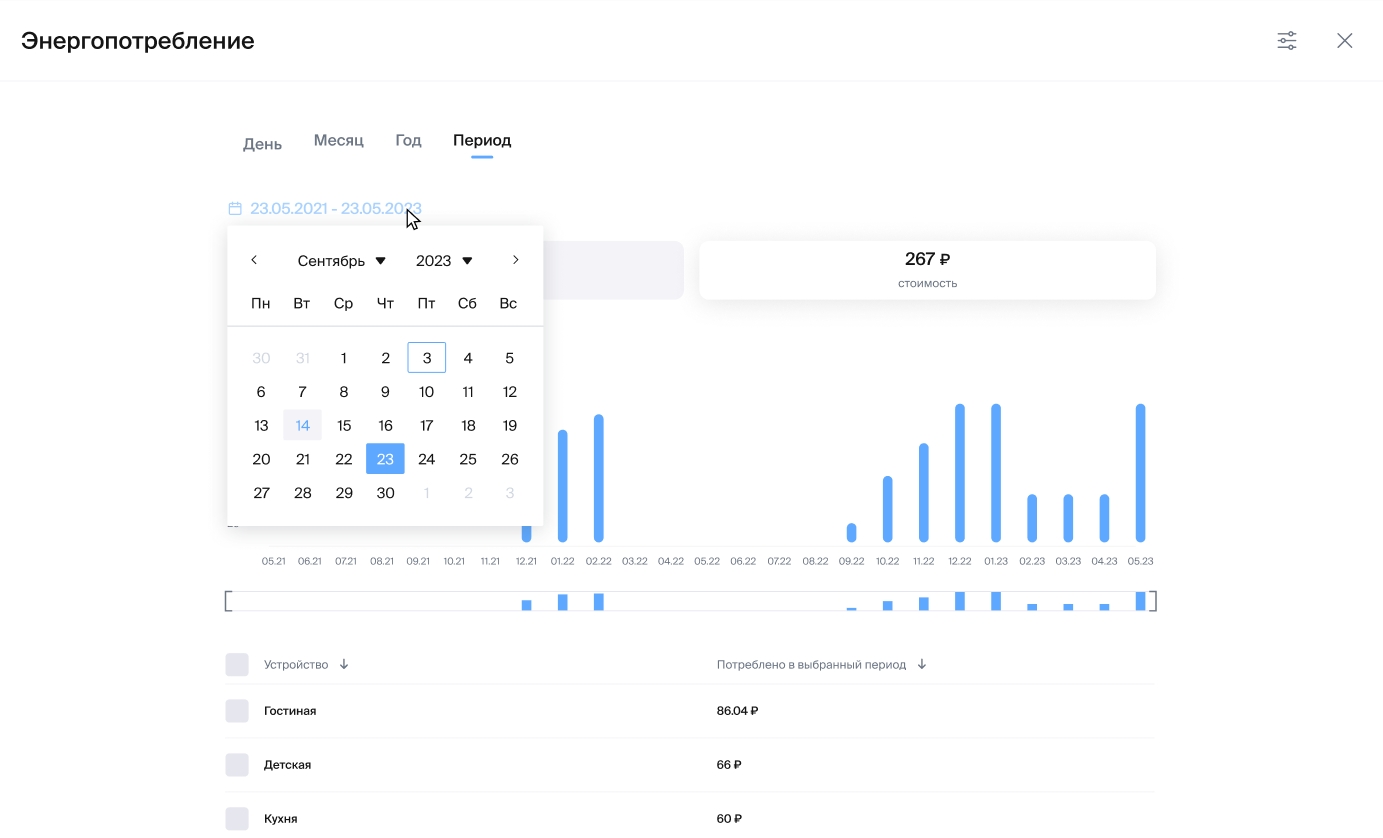 Энергопотребление
День Месяц Год Период
23.05.2021 - 23.05.2023
Сентябрь 2023
Пн Вт Ср Чт Пт Сб Вс
30 31 1 2 3 4 5
6 7 8 9 10 11 12
13 14 15 16 17 18 19
20 21 22 23 24 25 26
27 28 29 30 1 2 3
267 ₽
стоимость
05.21 06.21 07.21 08.21 09.21 10.21 11.21 12.21 01.22 02.22 03.22 04.22 05.22 06.22 07.22 08.22 09.22 10.22 11.22 12.22 01.23 02.23 03.23 04.23 05.23
Устройство Потреблено в выбранный период
Гостиная 86.04 ₽
Детская 66 ₽
Кухня 60 ₽